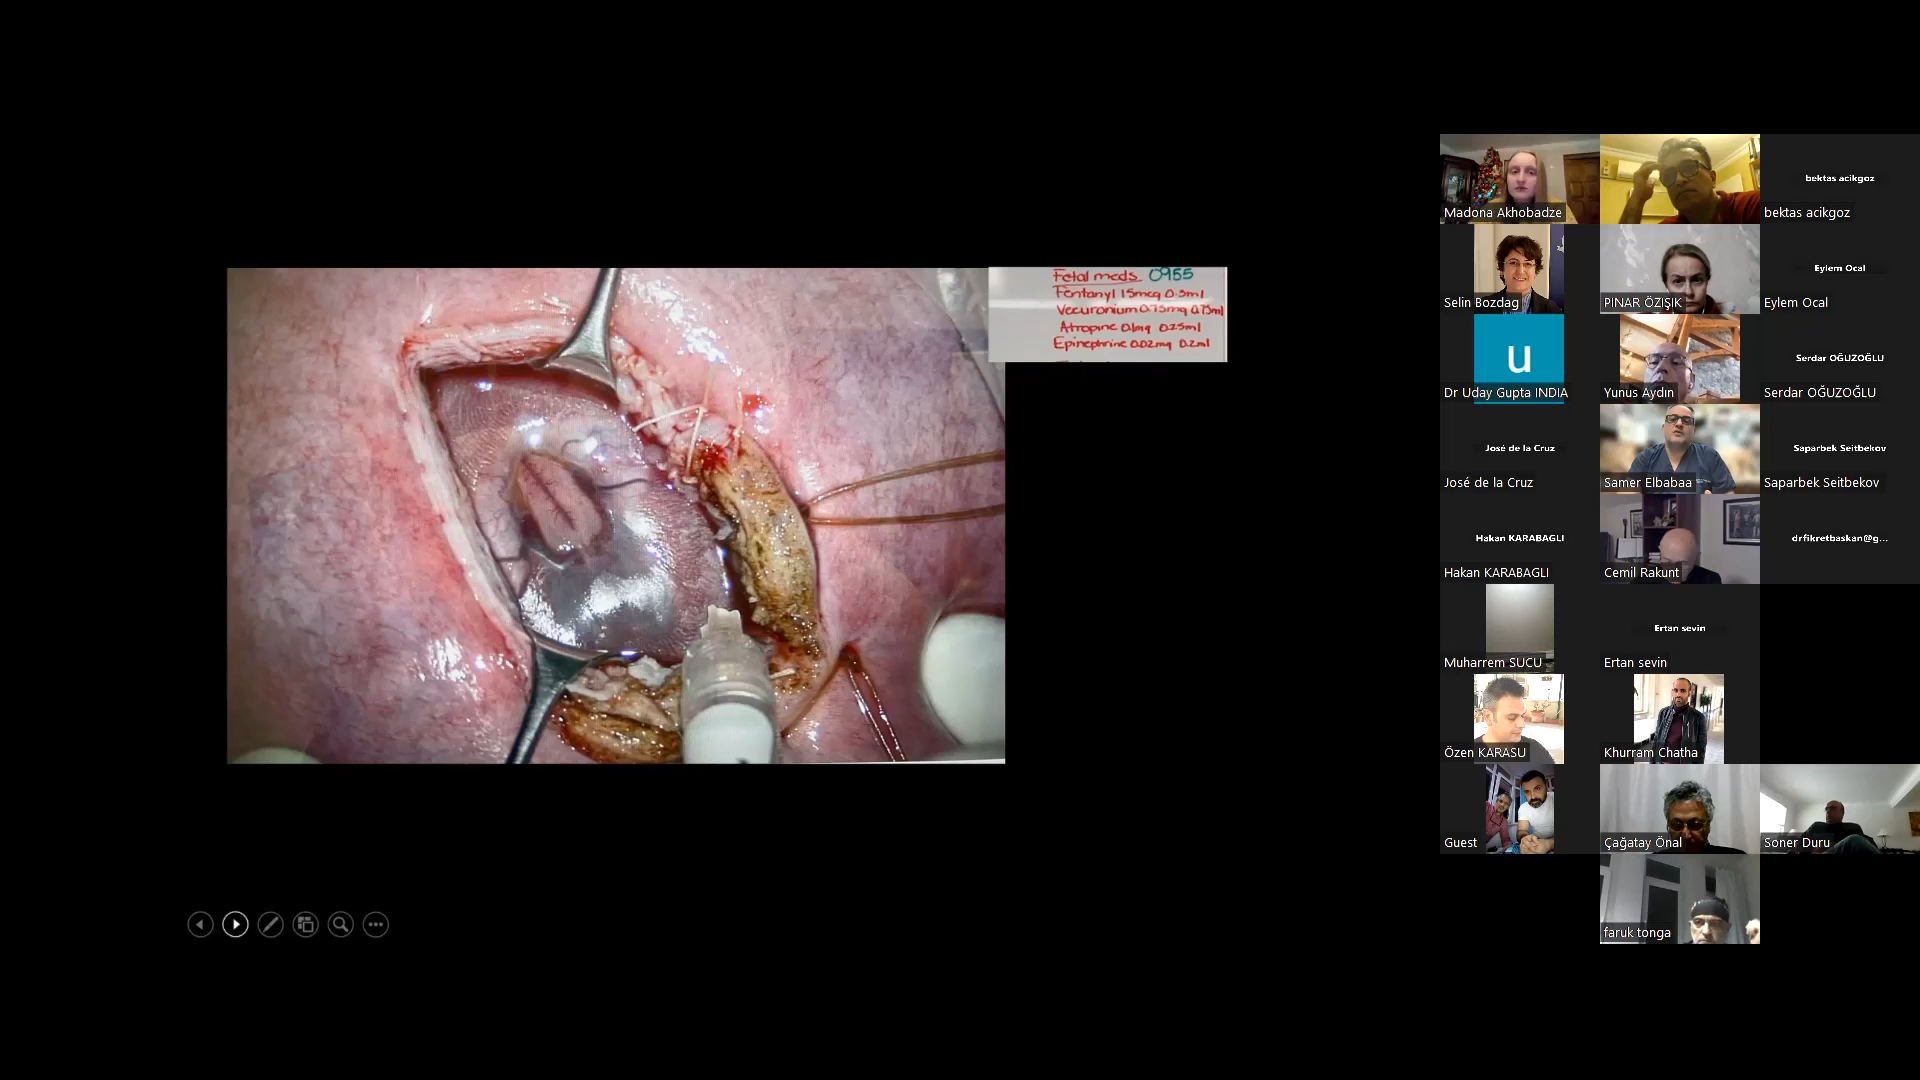 Fetal meds 0955
Fentanyl 15mcg 0.3ml
Vecuronium 0.75mg 0.75ml
Atropine 0.1mg 0.25ml
Epinephrine 0.02mg 0.2ml
Madona Akhobadze
bektas acikgoz
bektas acikgoz
Selin Bozdag
PINAR ÖZIŞIK
Eylem Ocal
Eylem Ocal
u
Dr Uday Gupta INDIA
Yunus Aydın
Serdar OĞUZOĞLU
Serdar OĞUZOĞLU
José de la Cruz
José de la Cruz
Samer Elbabaa
Saparbek Seitbekov
Saparbek Seitbekov
Hakan KARABAGLI
Hakan KARABAGLI
Cemil Rakunt
drfikretbaskan@g...
Muharrem SUCU
Ertan sevin
Ertan sevin
Özen KARASU
Khurram Chatha
Guest
Çağatay Önal
Soner Duru
faruk tonga